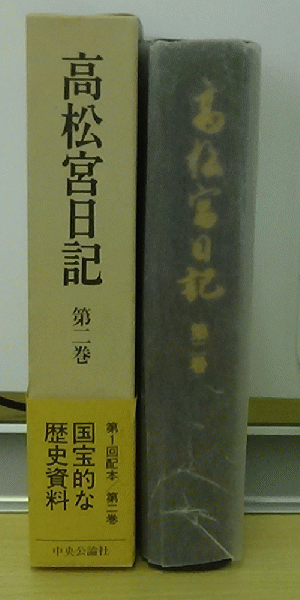 高松宮日記
第二巻
第1回配本/第二巻
国宝的な
歴史資料
中央公論社
高松宮日記
第二巻